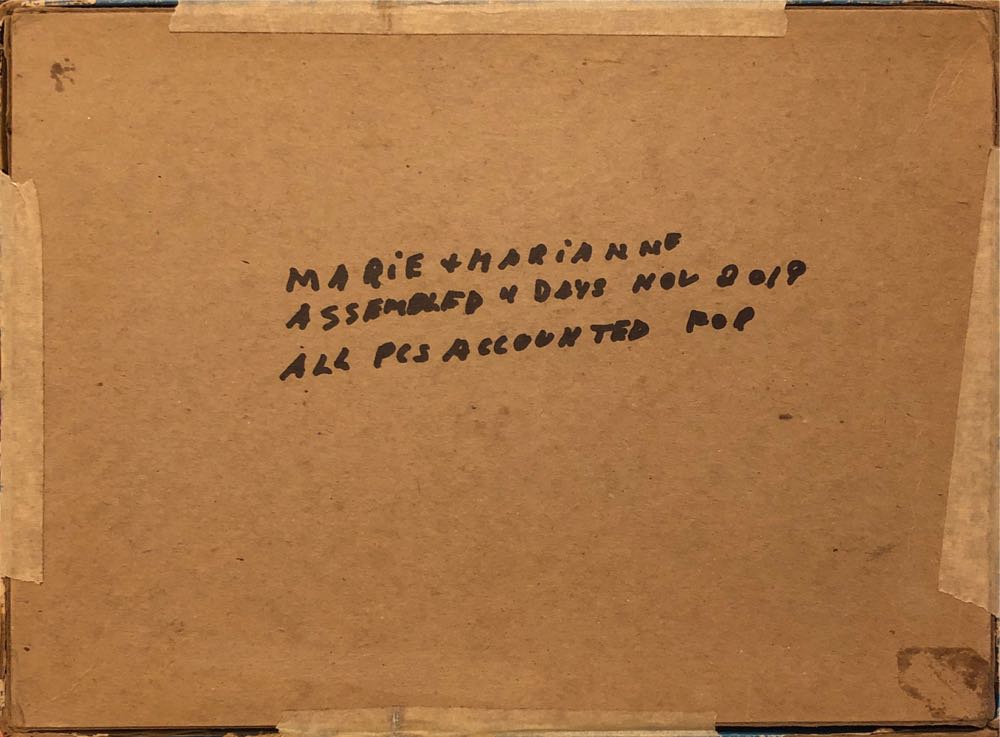 MARiE + MARiANNE
ASSEMBLED 4 DAYS NOV 2019
ALL PCS ACCOUNTED FOR